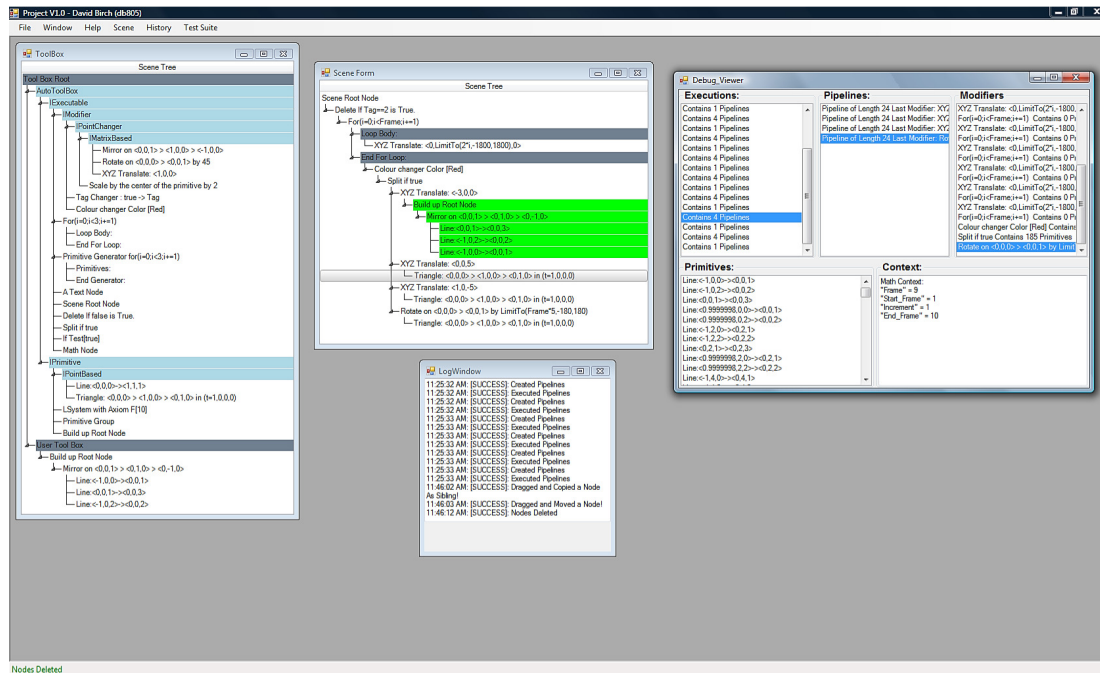 Project V1.0 - David Birch (db805)
File Window Help Scene History Test Suite
ToolBox
Scene Tree
Tool Box Root
AutoToolBox
IExecutable
IModifier
IPointChanger
IMatrixBased
Mirror on <0,0,1> > <1,0,0> > <-1,0,0>
Rotate on <0,0,0> > <0,0,1> by 45
XYZ Translate: <1,0,0>
Scale by the center of the primitive by 2
Tag Changer : true -> Tag
Colour changer Color [Red]
For(i=0;i<3;i+=1)
Loop Body:
End For Loop:
Primitive Generator for(i=0;i<3;i+=1)
Primitives:
End Generator:
A Text Node
Scene Root Node
Delete If false is True.
Split if true
If Test[true]
Math Node
IPrimitive
IPointBased
Line:<0,0,0>-><1,1,1>
Triangle: <0,0,0> > <1,0,0> > <0,1,0> in (t=1,0,0,0)
LSystem with Axiom F[10]
Primitive Group
Build up Root Node
User Tool Box
Build up Root Node
Mirror on <0,0,1> > <0,1,0> > <0,-1,0>
Line:<-1,0,0>-><0,0,1>
Line:<0,0,1>-><0,0,3>
Line:<-1,0,2>-><0,0,2>
Scene Form
Scene Tree
Scene Root Node
Delete If Tag==2 is True.
For(i=0;i<Frame;i+=1)
Loop Body:
XYZ Translate: <0,LimitTo(2*i,-1800,1800),0>
End For Loop:
Colour changer Color [Red]
Split if true
XYZ Translate: <-3,0,0>
Build up Root Node
Mirror on <0,0,1> > <0,1,0> > <0,-1,0>
Line:<0,0,1>-><0,0,3>
Line:<-1,0,2>-><0,0,2>
Line:<-1,0,0>-><0,0,1>
XYZ Translate: <0,0,5>
Triangle: <0,0,0> > <1,0,0> > <0,1,0> in (t=1,0,0,0)
XYZ Translate: <1,0,-5>
Triangle: <0,0,0> > <1,0,0> > <0,1,0> in (t=1,0,0,0)
Rotate on <0,0,0> > <0,0,1> by LimitTo(Frame*5,-180,180)
Triangle: <0,0,0> > <1,0,0> > <0,1,0> in (t=1,0,0,0)
LogWindow
11:25:32 AM: [SUCCESS]: Created Pipelines
11:25:32 AM: [SUCCESS]: Executed Pipelines
11:25:32 AM: [SUCCESS]: Created Pipelines
11:25:32 AM: [SUCCESS]: Executed Pipelines
11:25:33 AM: [SUCCESS]: Created Pipelines
11:25:33 AM: [SUCCESS]: Executed Pipelines
11:25:33 AM: [SUCCESS]: Created Pipelines
11:25:33 AM: [SUCCESS]: Executed Pipelines
11:25:33 AM: [SUCCESS]: Created Pipelines
11:25:33 AM: [SUCCESS]: Executed Pipelines
11:25:33 AM: [SUCCESS]: Created Pipelines
11:25:33 AM: [SUCCESS]: Executed Pipelines
11:46:02 AM: [SUCCESS]: Dragged and Copied a Node
As Sibling!
11:46:03 AM: [SUCCESS]: Dragged and Moved a Node!
11:46:12 AM: [SUCCESS]: Nodes Deleted
Debug_Viewer
Executions:
Contains 1 Pipelines
Contains 4 Pipelines
Contains 1 Pipelines
Contains 4 Pipelines
Contains 1 Pipelines
Contains 4 Pipelines
Contains 1 Pipelines
Contains 4 Pipelines
Contains 1 Pipelines
Contains 4 Pipelines
Contains 1 Pipelines
Contains 4 Pipelines
Contains 1 Pipelines
Contains 4 Pipelines
Contains 1 Pipelines
Pipelines:
Pipeline of Length 24 Last Modifier: XYZ
Pipeline of Length 24 Last Modifier: XYZ
Pipeline of Length 24 Last Modifier: XYZ
Pipeline of Length 24 Last Modifier: Ro
Modifiers
XYZ Translate: <0,LimitTo(2*i,-1800,
For(i=0;i<Frame;i+=1) Contains 0 Pi
XYZ Translate: <0,LimitTo(2*i,-1800,
For(i=0;i<Frame;i+=1) Contains 0 Pi
XYZ Translate: <0,LimitTo(2*i,-1800,
For(i=0;i<Frame;i+=1) Contains 0 Pi
XYZ Translate: <0,LimitTo(2*i,-1800,
For(i=0;i<Frame;i+=1) Contains 0 Pi
XYZ Translate: <0,LimitTo(2*i,-1800,
For(i=0;i<Frame;i+=1) Contains 0 Pi
XYZ Translate: <0,LimitTo(2*i,-1800,
For(i=0;i<Frame;i+=1) Contains 0 Pi
Colour changer Color [Red] Contains
Split if true Contains 185 Primitives
Rotate on <0,0,0> > <0,0,1> by Limit
Primitives:
Line:<-1,0,0>-><0,0,1>
Line:<-1,0,2>-><0,0,2>
Line:<0,0,1>-><0,0,3>
Line:<0.9999998,0,0>-><0,0,1>
Line:<0.9999998,0,2>-><0,0,2>
Line:<-1,2,0>-><0,2,1>
Line:<-1,2,2>-><0,2,2>
Line:<0,2,1>-><0,2,3>
Line:<0.9999998,2,0>-><0,2,1>
Line:<0.9999998,2,2>-><0,2,2>
Line:<-1,4,0>-><0,4,1>
Context:
Math Context:
"Frame" = 9
"Start_Frame" = 1
"Increment" = 1
"End_Frame" = 10
Nodes Deleted